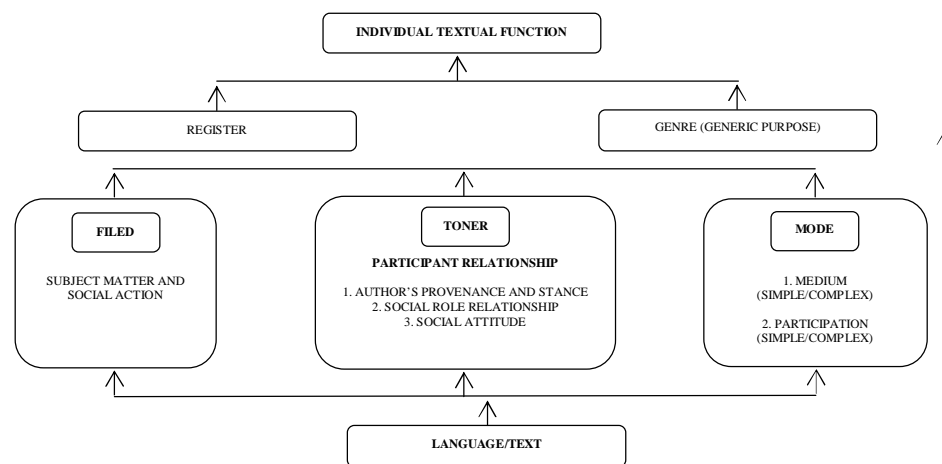 INDIVIDUAL TEXTUAL FUNCTION
REGISTER
GENRE (GENERIC PURPOSE)
FILED
SUBJECT MATTER AND
SOCIAL ACTION
TONER
PARTICIPANT RELATIONSHIP
1. AUTHOR’S PROVENANCE AND STANCE
2. SOCIAL ROLE RELATIONSHIP
3. SOCIAL ATTITUDE
MODE
1. MEDIUM
(SIMPLE/COMPLEX)
2. PARTICIPATION
(SIMPLE/COMPLEX)
LANGUAGE/TEXT